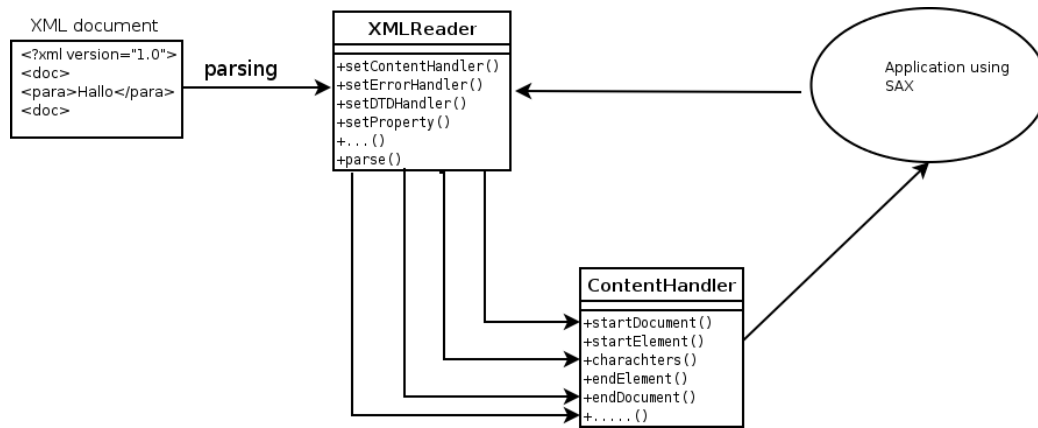 XML document
<?xml version="1.0">
<doc>
<para>Hallo</para>
<doc>
parsing
XMLReader
+setContentHandler()
+setErrorHandler()
+setDTDHandler()
+setProperty()
+...()
+parse()
Application using
SAX
ContentHandler
+startDocument()
+startElement()
+charachters()
+endElement()
+endDocument()
+.....()